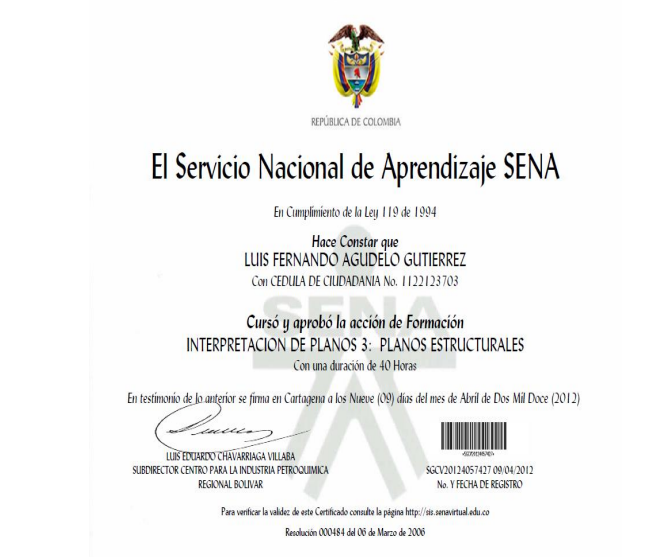 REPÚBLICA DE COLOMBIA
El Servicio Nacional de Aprendizaje SENA
En Cumplimiento de la Ley 119 de 1994
Hace Constar que
LUIS FERNANDO AGUDELO GUTIERREZ
Con CEDULA DE CIUDADANIA No. 1122123703
SENA
Cursó y aprobó la acción de Formación
INTERPRETACION DE PLANOS 3: PLANOS ESTRUCTURALES
Con una duración de 40 Horas
En testimonio de lo anterior se firma en Cartagena a los Nueve (09) días del mes de Abril de Dos Mil Doce (2012)
LUIS EDUARDO CHAVARRIAGA VILLABA
SUBDIRECTOR CENTRO PARA LA INDUSTRIA PETROQUIMICA
REGIONAL BOLIVAR
SGCV20124057427 09/04/2012
No. Y FECHA DE REGISTRO
Para verificar la validez de este Certificado consulte la página http://sis.senavirtual.edu.co
Resolución 000484 del 06 de Marzo de 2006